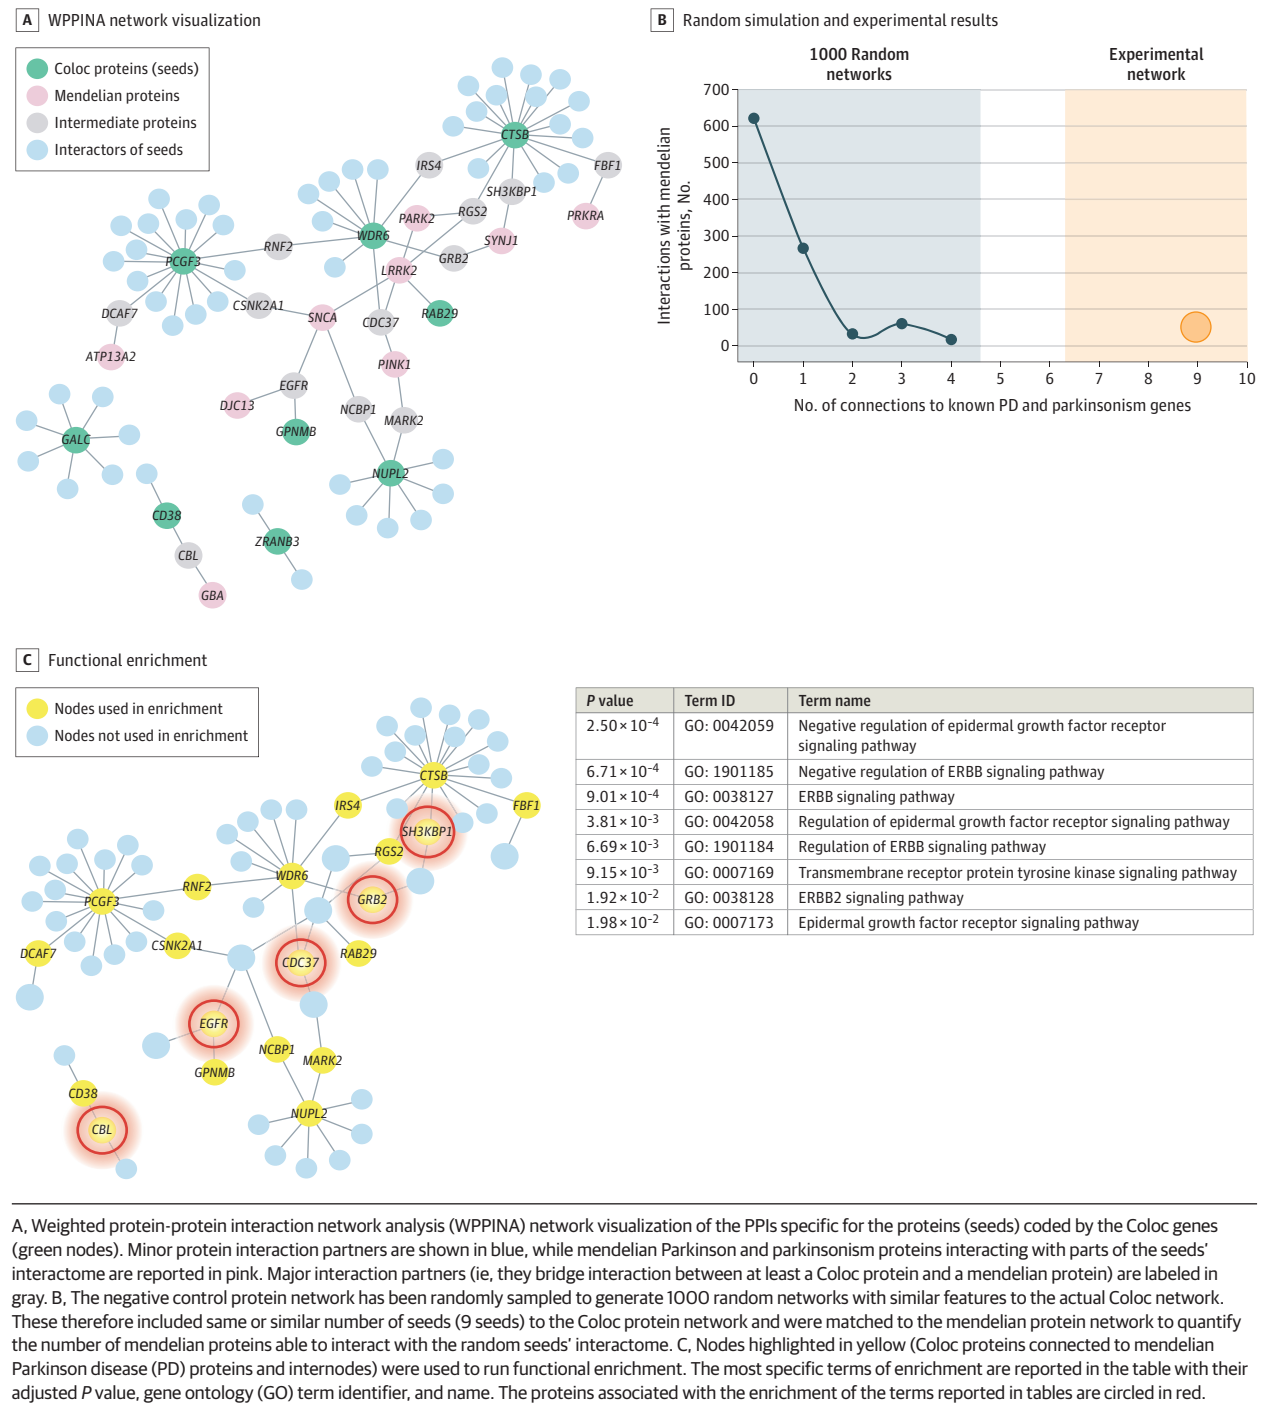 A WPPINA network visualization
Coloc proteins (seeds)
Mendelian proteins
Intermediate proteins
Interactors of seeds
CTSB
IRS4
FBF1
SH3KBP1
PARK2
RGS2
PRKRA
WDR6
SYNJ1
RNF2
GRB2
PCGF3
LRRK2
CSNK2A1
DCAF7
SNCA
CDC37
RAB29
ATP13A2
PINK1
EGFR
DJC13
NCBP1
MARK2
GPNMB
GALC
NUPL2
CD38
ZRANB3
CBL
GBA
B Random simulation and experimental results
1000 Random
networks
Experimental
network
Interactions with mendelian
proteins, No.
700
600
500
400
300
200
100
0
0 1 2 3 4 5 6 7 8 9 10
No. of connections to known PD and parkinsonism genes
C Functional enrichment
Nodes used in enrichment
Nodes not used in enrichment
CTSB
IRS4
FBF1
SH3KBP1
RGS2
WDR6
RNF2
GRB2
PCGF3
CSNK2A1
DCAF7
RAB29
CDC37
EGFR
NCBP1
MARK2
GPNMB
CD38
NUPL2
CBL
P value Term ID Term name
2.50 × 10⁻⁴ GO: 0042059 Negative regulation of epidermal growth factor receptor
signaling pathway
6.71 × 10⁻⁴ GO: 1901185 Negative regulation of ERBB signaling pathway
9.01 × 10⁻⁴ GO: 0038127 ERBB signaling pathway
3.81 × 10⁻³ GO: 0042058 Regulation of epidermal growth factor receptor signaling pathway
6.69 × 10⁻³ GO: 1901184 Regulation of ERBB signaling pathway
9.15 × 10⁻³ GO: 0007169 Transmembrane receptor protein tyrosine kinase signaling pathway
1.92 × 10⁻² GO: 0038128 ERBB2 signaling pathway
1.98 × 10⁻² GO: 0007173 Epidermal growth factor receptor signaling pathway
A, Weighted protein-protein interaction network analysis (WPPINA) network visualization of the PPIs specific for the proteins (seeds) coded by the Coloc genes
(green nodes). Minor protein interaction partners are shown in blue, while mendelian Parkinson and parkinsonism proteins interacting with parts of the seeds'
interactome are reported in pink. Major interaction partners (ie, they bridge interaction between at least a Coloc protein and a mendelian protein) are labeled in
gray. B, The negative control protein network has been randomly sampled to generate 1000 random networks with similar features to the actual Coloc network.
These therefore included same or similar number of seeds (9 seeds) to the Coloc protein network and were matched to the mendelian protein network to quantify
the number of mendelian proteins able to interact with the random seeds' interactome. C, Nodes highlighted in yellow (Coloc proteins connected to mendelian
Parkinson disease (PD) proteins and internodes) were used to run functional enrichment. The most specific terms of enrichment are reported in the table with their
adjusted P value, gene ontology (GO) term identifier, and name. The proteins associated with the enrichment of the terms reported in tables are circled in red.